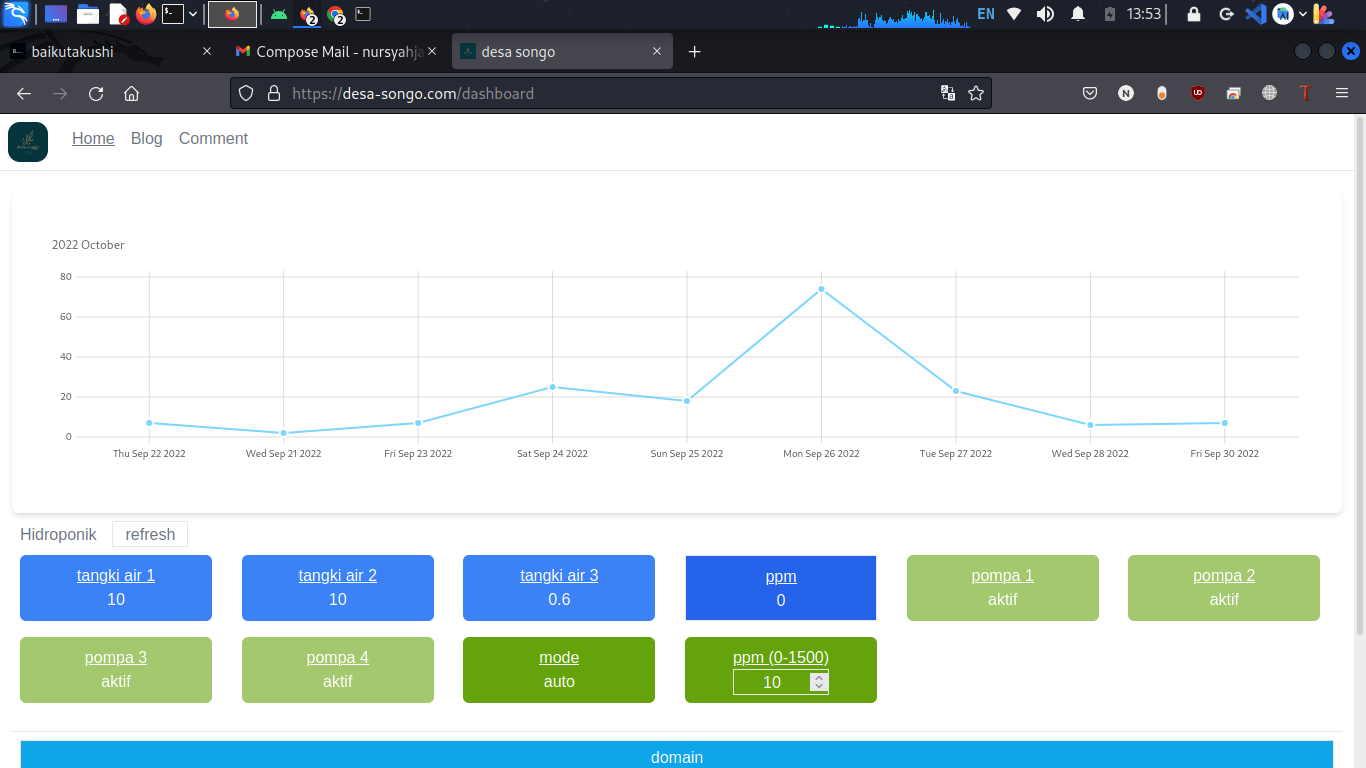 2 2 EN 13:53
baikutakushi Compose Mail - nursyahja desa songo
https://desa-songo.com/dashboard
Home Blog Comment
2022 October
80
60
40
20
0
Thu Sep 22 2022 Wed Sep 21 2022 Fri Sep 23 2022 Sat Sep 24 2022 Sun Sep 25 2022 Mon Sep 26 2022 Tue Sep 27 2022 Wed Sep 28 2022 Fri Sep 30 2022
Hidroponik refresh
tangki air 1 tangki air 2 tangki air 3 ppm pompa 1 pompa 2
10 10 0.6 0 aktif aktif
pompa 3 pompa 4 mode ppm (0-1500)
aktif aktif auto 10
domain